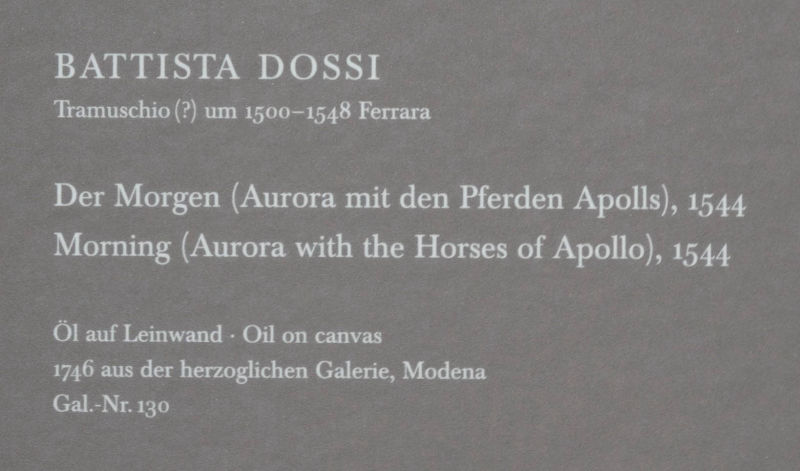 BATTISTA DOSSI
Tramuschio (?) um 1500–1548 Ferrara
Der Morgen (Aurora mit den Pferden Apolls), 1544
Morning (Aurora with the Horses of Apollo), 1544
Öl auf Leinwand · Oil on canvas
1746 aus der herzoglichen Galerie, Modena
Gal.-Nr. 130